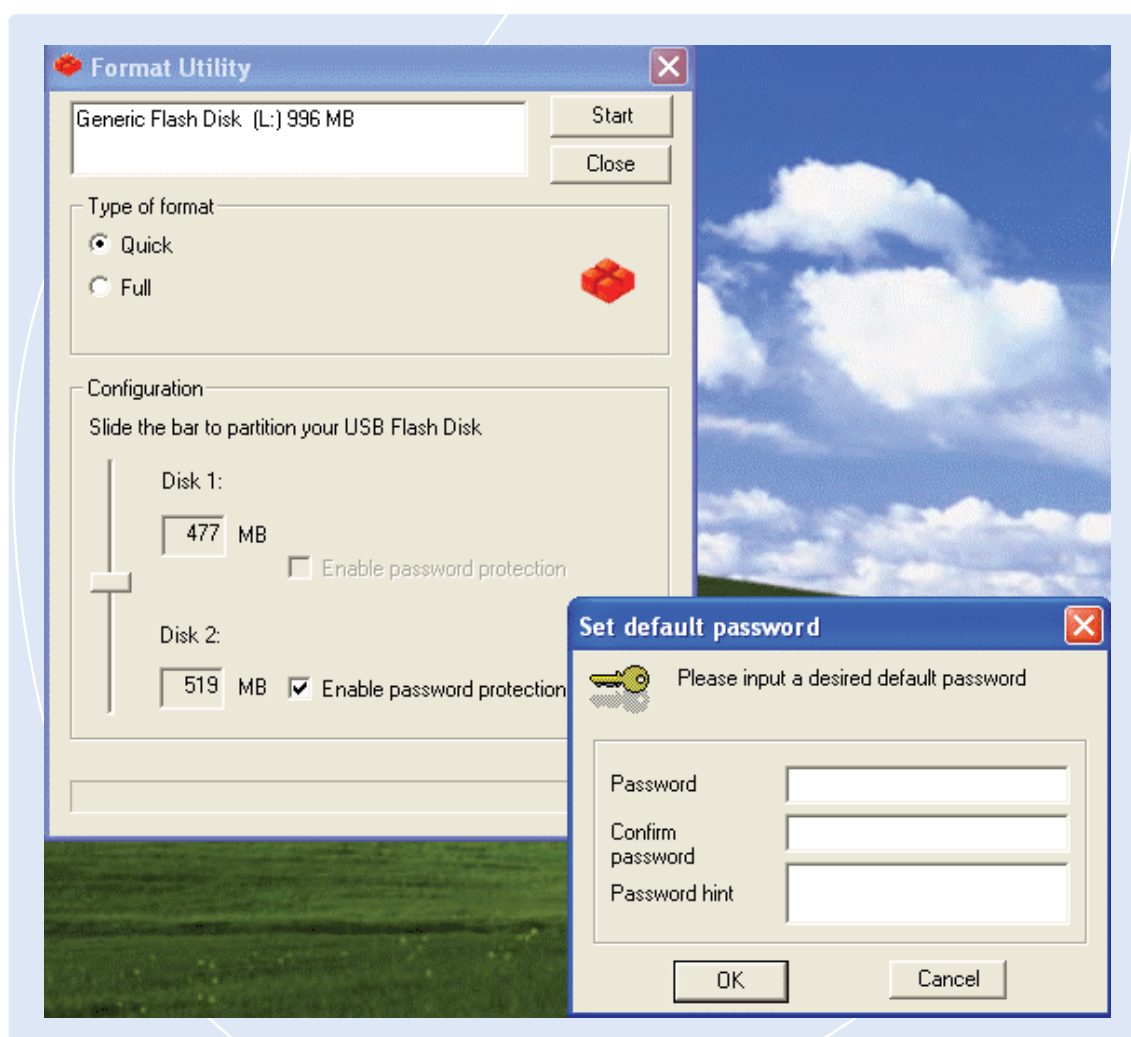 Format Utility
Generic Flash Disk (L:) 996 MB
Start
Close
Type of format
Quick
Full
Configuration
Slide the bar to partition your USB Flash Disk
Disk 1:
477 MB
Enable password protection
Disk 2:
519 MB Enable password protection
Set default password
Please input a desired default password
Password
Confirm
password
Password hint
OK Cancel